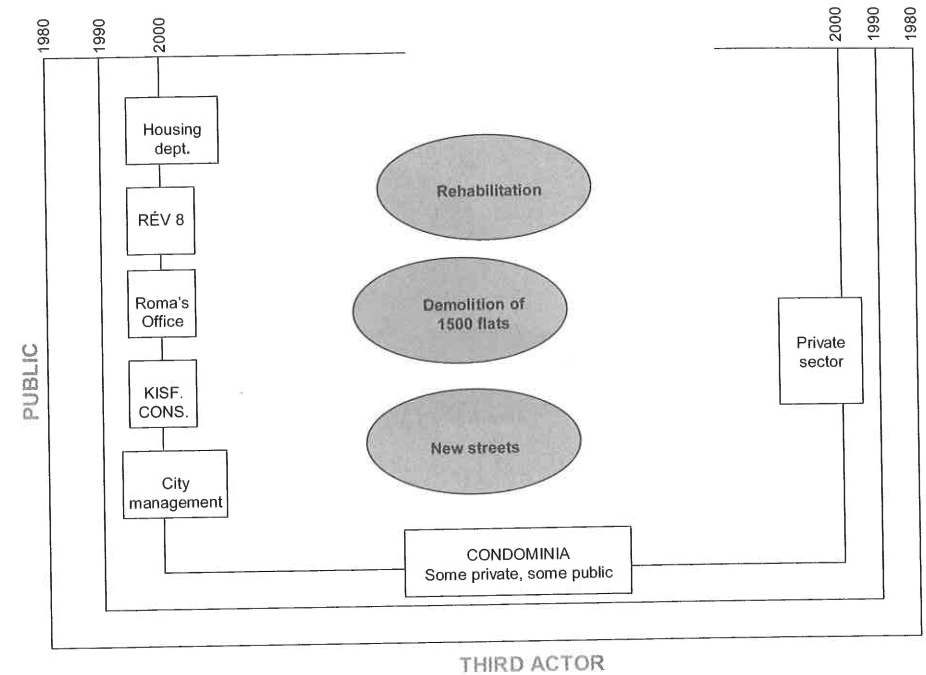 1980
1990
2000
2000
1990
1980
Housing
dept.
RÉV 8
Roma's
Office
KISF.
CONS.
City
management
PUBLIC
Rehabilitation
Demolition of
1500 flats
New streets
Private
sector
CONDOMINIA
Some private, some public
THIRD ACTOR